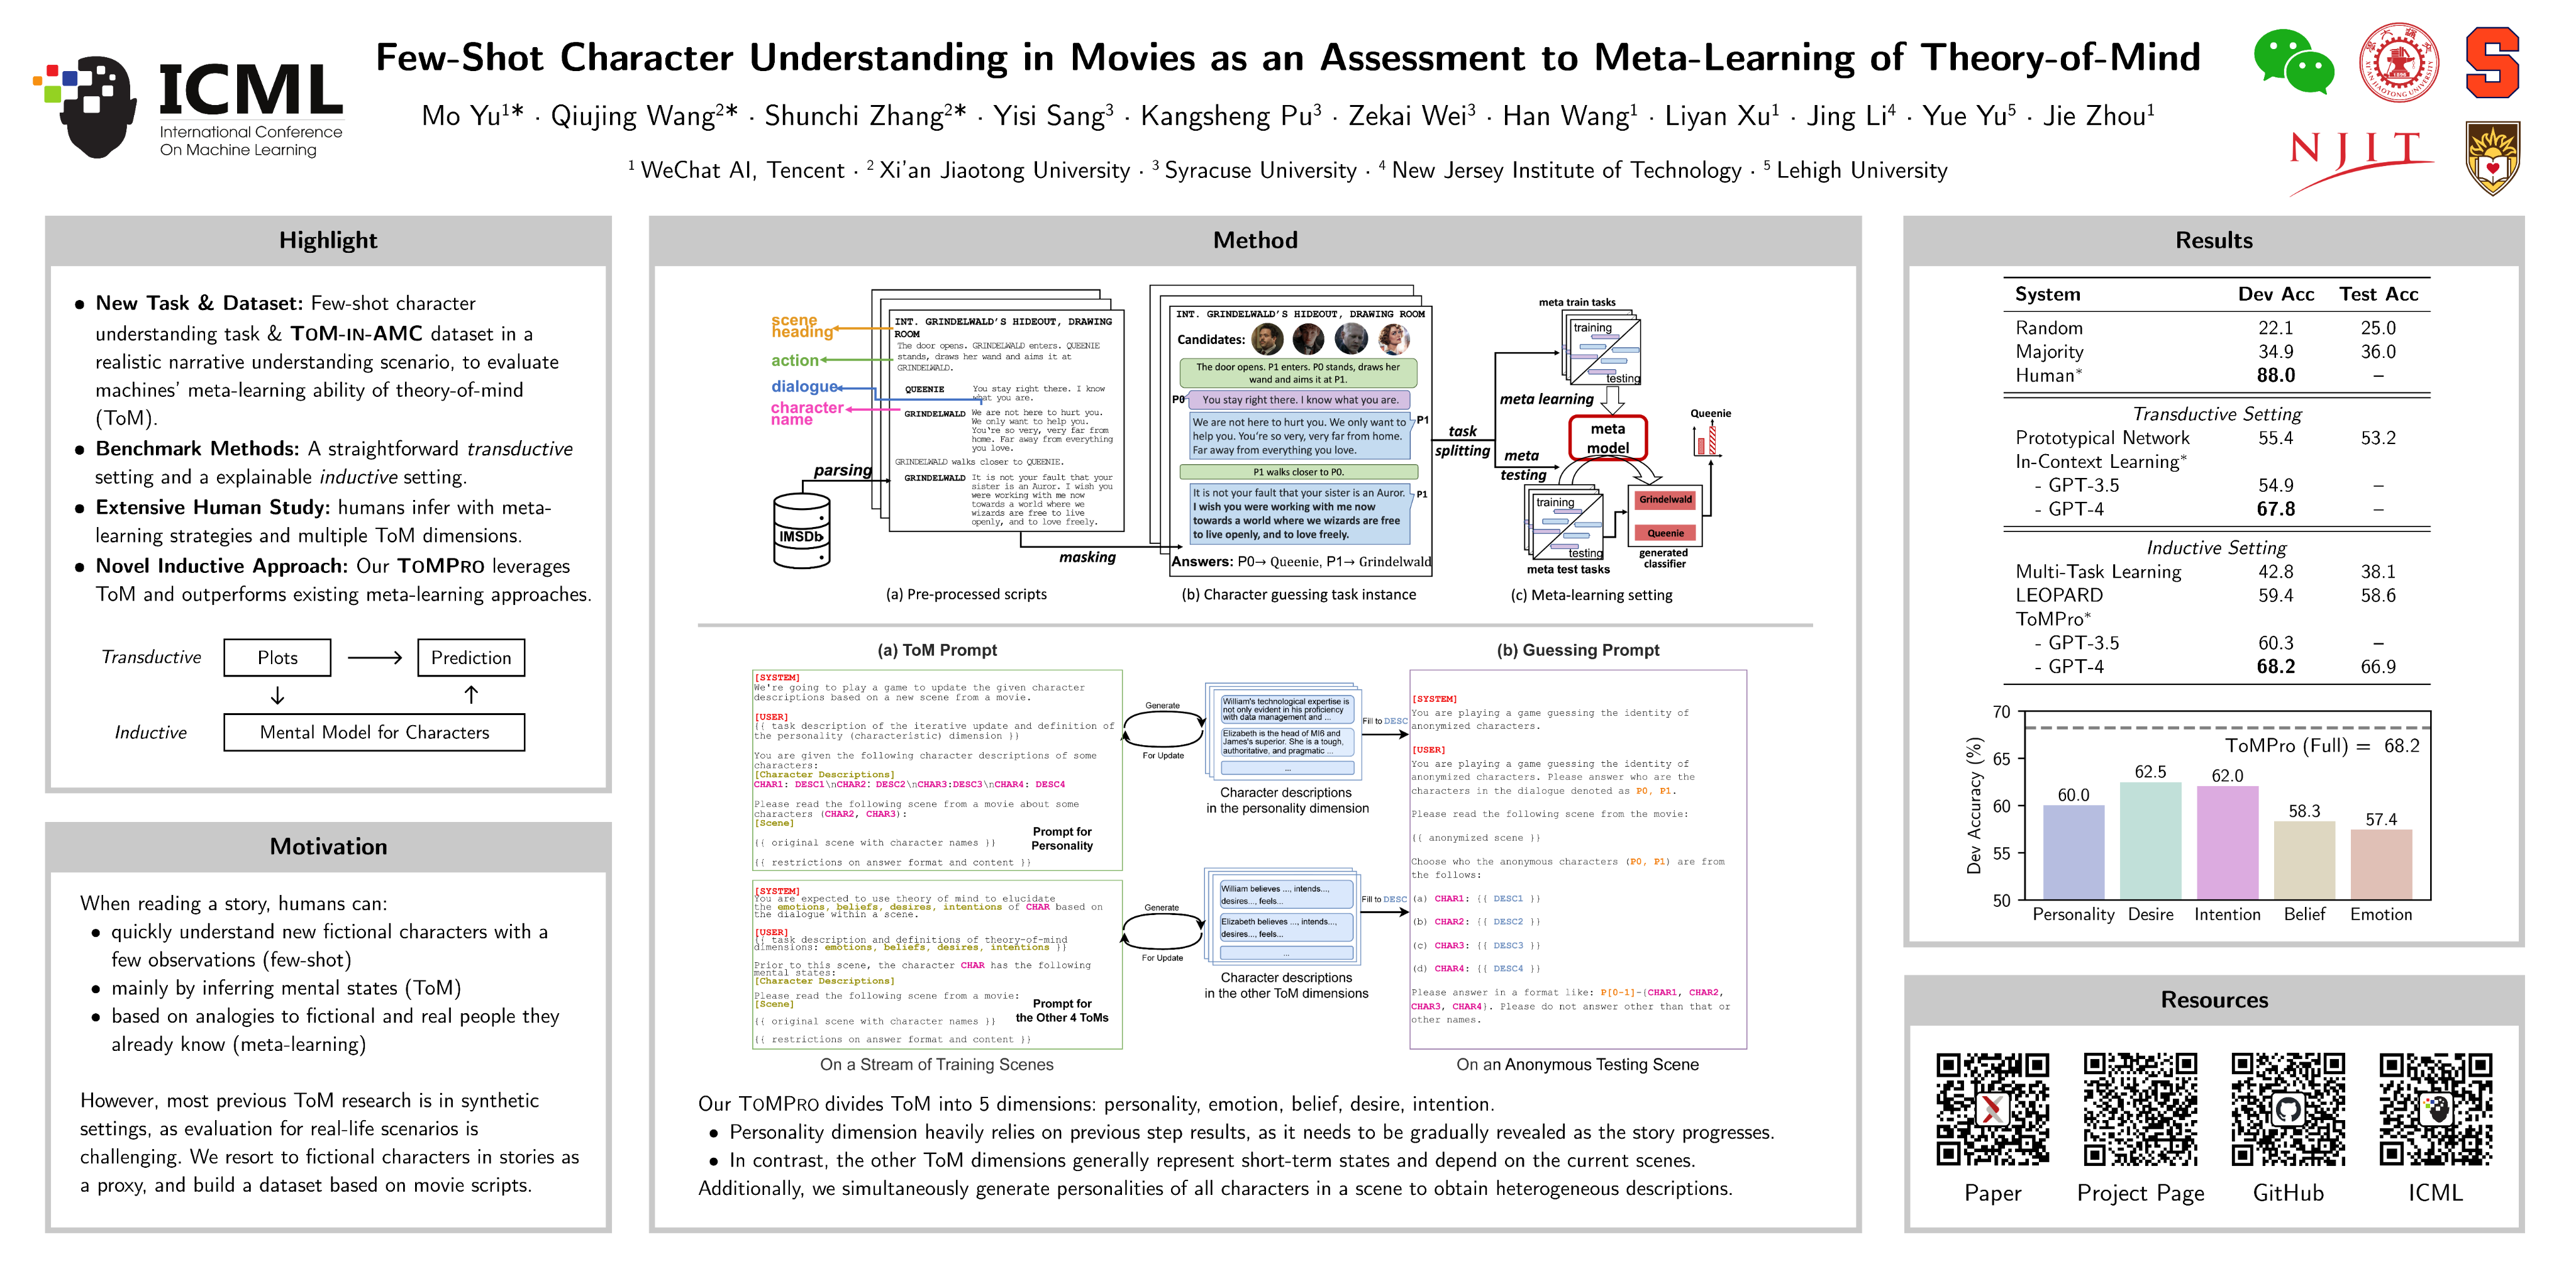 ICML
International Conference
On Machine Learning
Few-Shot Character Understanding in Movies as an Assessment to Meta-Learning of Theory-of-Mind
Mo Yu1* · Qiujing Wang2* · Shunchi Zhang2* · Yisi Sang3 · Kangsheng Pu3 · Zekai Wei3 · Han Wang1 · Liyan Xu1 · Jing Li4 · Yue Yu5 · Jie Zhou1
1 WeChat AI, Tencent · 2 Xi'an Jiaotong University · 3 Syracuse University · 4 New Jersey Institute of Technology · 5 Lehigh University
S
NJIT
Highlight
• New Task & Dataset: Few-shot character
understanding task & TOM-IN-AMC dataset in a
realistic narrative understanding scenario, to evaluate
machines' meta-learning ability of theory-of-mind
(ToM).
• Benchmark Methods: A straightforward transductive
setting and a explainable inductive setting.
• Extensive Human Study: humans infer with meta-
learning strategies and multiple ToM dimensions.
• Novel Inductive Approach: Our TOMPRO leverages
ToM and outperforms existing meta-learning approaches.
Transductive Plots → Prediction
↓ ↑
Inductive Mental Model for Characters
Motivation
When reading a story, humans can:
• quickly understand new fictional characters with a
few observations (few-shot)
• mainly by inferring mental states (ToM)
• based on analogies to fictional and real people they
already know (meta-learning)
However, most previous ToM research is in synthetic
settings, as evaluation for real-life scenarios is
challenging. We resort to fictional characters in stories as
a proxy, and build a dataset based on movie scripts.
Method
scene
heading
action
dialogue
character
name
parsing
IMSDb
INT. GRINDELWALD'S HIDEOUT, DRAWING
ROOM
The door opens. GRINDELWALD enters. QUEENIE
stands, draws her wand and aims it at
GRINDELWALD.
QUEENIE You stay right there. I know
what you are.
GRINDELWALD We are not here to hurt you.
We only want to help you.
You're so very, very far from
home. Far away from everything
you love.
GRINDELWALD walks closer to QUEENIE.
GRINDELWALD It is not your fault that your
sister is an Auror. I wish you
were working with me now
towards a world where we
wizards are free to live
openly, and to love freely.
masking
(a) Pre-processed scripts
INT. GRINDELWALD'S HIDEOUT, DRAWING ROOM
Candidates:
The door opens. P1 enters. P0 stands, draws her
wand and aims it at P1.
P0 You stay right there. I know what you are.
We are not here to hurt you. We only want to P1
help you. You're so very, very far from home.
Far away from everything you love.
P1 walks closer to P0.
It is not your fault that your sister is an Auror. P1
I wish you were working with me now
towards a world where we wizards are free
to live openly, and to love freely.
Answers: P0→ Queenie, P1→ Grindelwald
(b) Character guessing task instance
task
splitting
meta train tasks
training
testing
meta learning
meta
model
meta
testing
training
testing
meta test tasks
Grindelwald
Queenie
generated
classifier
Queenie
(c) Meta-learning setting
(a) ToM Prompt
[SYSTEM]
We're going to play a game to update the given character
descriptions based on a new scene from a movie.
[USER]
{{ task description of the iterative update and definition of
the personality (characteristic) dimension }}
You are given the following character descriptions of some
characters:
[Character Descriptions]
CHAR1: DESC1\nCHAR2: DESC2\nCHAR3:DESC3\nCHAR4: DESC4
Please read the following scene from a movie about some
characters (CHAR2, CHAR3):
[Scene]
{{ original scene with character names }}
{{ restrictions on answer format and content }}
Prompt for
Personality
[SYSTEM]
You are expected to use theory of mind to elucidate
the emotions, beliefs, desires, intentions of CHAR based on
the dialogue within a scene.
[USER]
{{ task description and definitions of theory-of-mind
dimensions: emotions, beliefs, desires, intentions }}
Prior to this scene, the character CHAR has the following
mental states:
[Character Descriptions]
Please read the following scene from a movie:
[Scene]
{{ original scene with character names }}
{{ restrictions on answer format and content }}
Prompt for
the Other 4 ToMs
On a Stream of Training Scenes
Generate
For Update
William's technological expertise is
not only evident in his proficiency
with data management and ...
Elizabeth is the head of MI6 and
James's superior. She is a tough,
authoritative, and pragmatic ...
...
Fill to DESC
Character descriptions
in the personality dimension
Generate
For Update
William believes ..., intends...,
desires..., feels...
Elizabeth believes ..., intends...,
desires..., feels...
...
Fill to DESC
Character descriptions
in the other ToM dimensions
(b) Guessing Prompt
[SYSTEM]
You are playing a game guessing the identity of
anonymized characters.
[USER]
You are playing a game guessing the identity of
anonymized characters. Please answer who are the
characters in the dialogue denoted as P0, P1.
Please read the following scene from the movie:
{{ anonymized scene }}
Choose who the anonymous characters (P0, P1) are from
the follows:
(a) CHAR1: {{ DESC1 }}
(b) CHAR2: {{ DESC2 }}
(c) CHAR3: {{ DESC3 }}
(d) CHAR4: {{ DESC4 }}
Please answer in a format like: P[0-1]-{CHAR1, CHAR2,
CHAR3, CHAR4}. Please do not answer other than that or
other names.
On an Anonymous Testing Scene
Our TOMPRO divides ToM into 5 dimensions: personality, emotion, belief, desire, intention.
• Personality dimension heavily relies on previous step results, as it needs to be gradually revealed as the story progresses.
• In contrast, the other ToM dimensions generally represent short-term states and depend on the current scenes.
Additionally, we simultaneously generate personalities of all characters in a scene to obtain heterogeneous descriptions.
Results
System Dev Acc Test Acc
Random 22.1 25.0
Majority 34.9 36.0
Human* 88.0 –
Transductive Setting
Prototypical Network 55.4 53.2
In-Context Learning*
- GPT-3.5 54.9 –
- GPT-4 67.8 –
Inductive Setting
Multi-Task Learning 42.8 38.1
LEOPARD 59.4 58.6
ToMPro*
- GPT-3.5 60.3 –
- GPT-4 68.2 66.9
Dev Accuracy (%)
70
65
60
55
50
ToMPro (Full) = 68.2
60.0 62.5 62.0 58.3 57.4
Personality Desire Intention Belief Emotion
Resources
Paper Project Page GitHub ICML